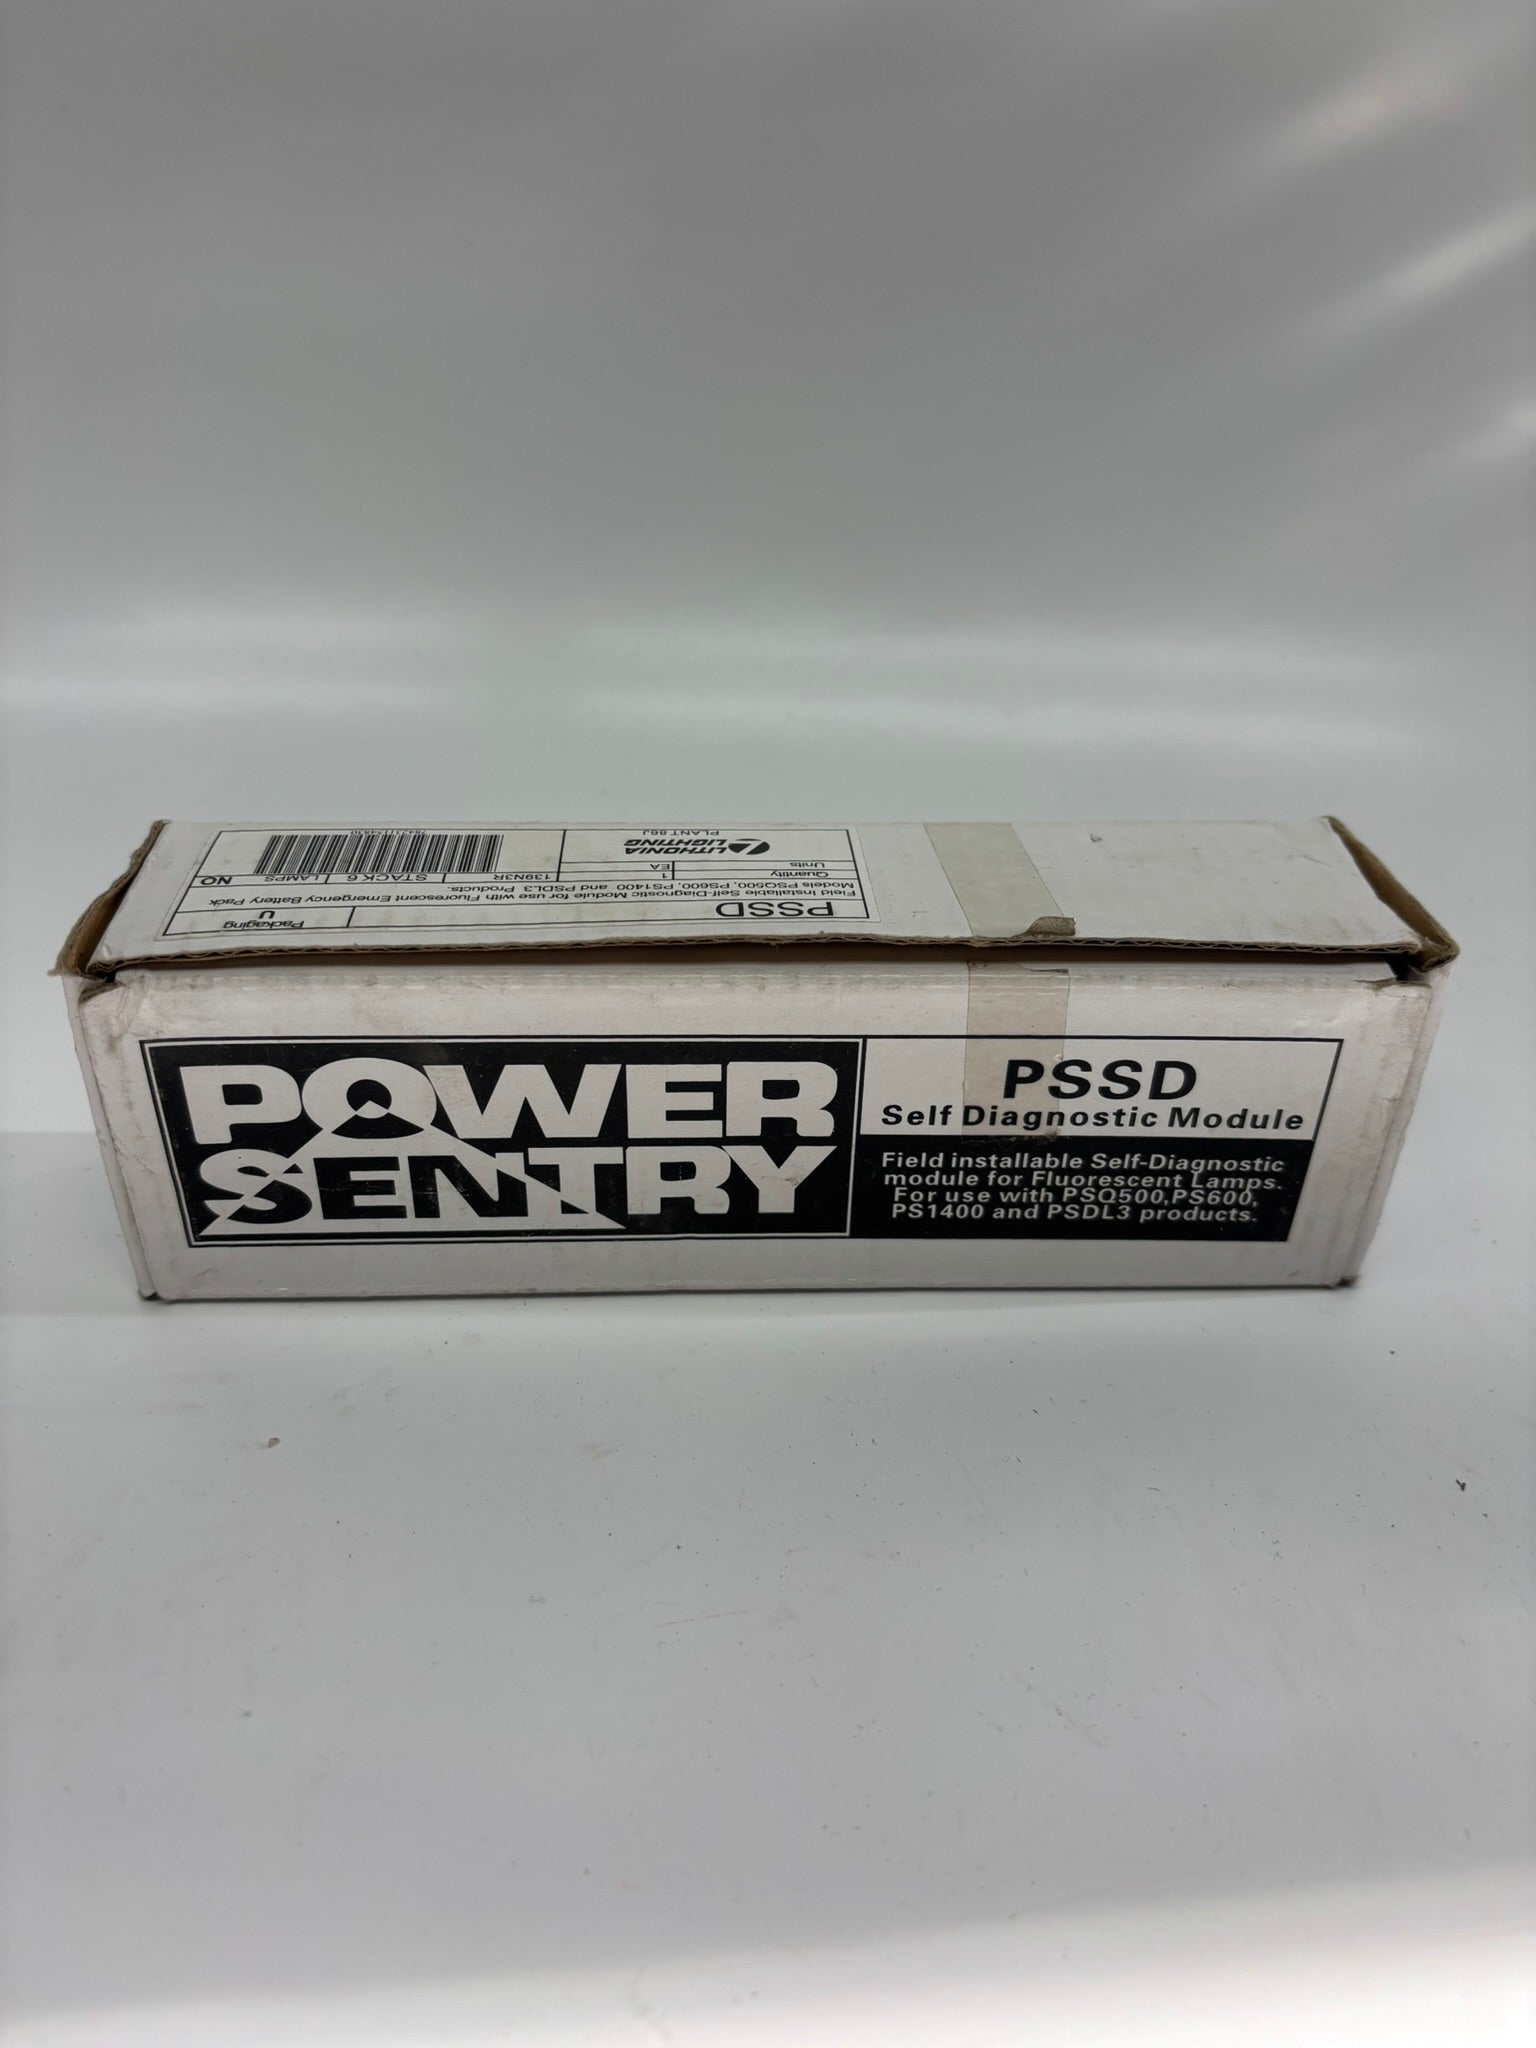 PSSD
Packaging
U
Field Installable Self-Diagnostic Module for use with Fluorescent Emergency Battery Pack
Models PSQ500, PS600, PS1400 and PSDL3 Products.
Quantity
1
139N3R
STACK 6
LAMPS
NO
Units
EA
LITHONIA
LIGHTING
PLANT 86J
POWER
SENTRY
PSSD
Self Diagnostic Module
Field installable Self-Diagnostic
module for Fluorescent Lamps.
For use with PSQ500,PS600,
PS1400 and PSDL3 products.